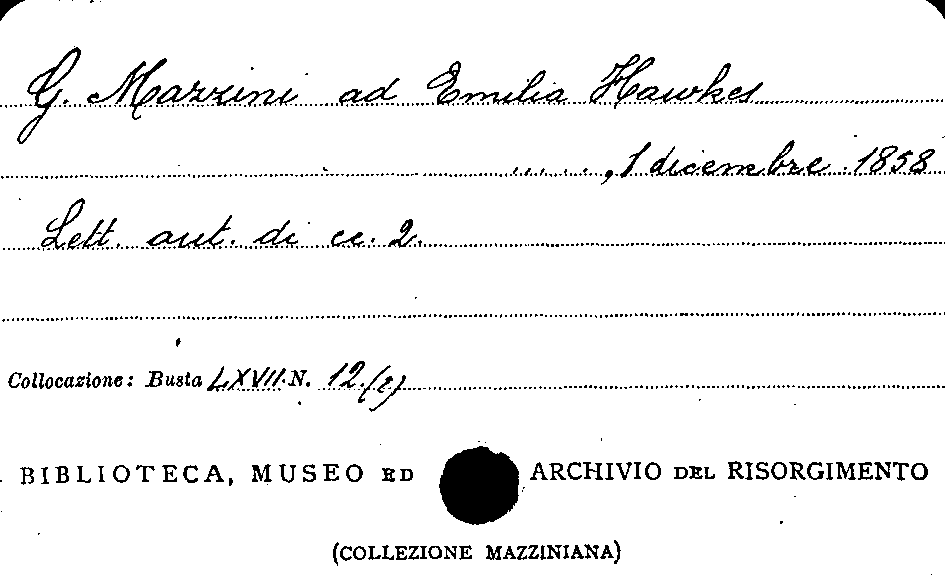 G. Mazzini ad Emilia Hawkes
....., 1 dicembre 1858
Lett. aut. di cc. 2.
Collocazione: Busta LXVII N. 12.(2)
BIBLIOTECA, MUSEO ED ARCHIVIO DEL RISORGIMENTO
(COLLEZIONE MAZZINIANA)